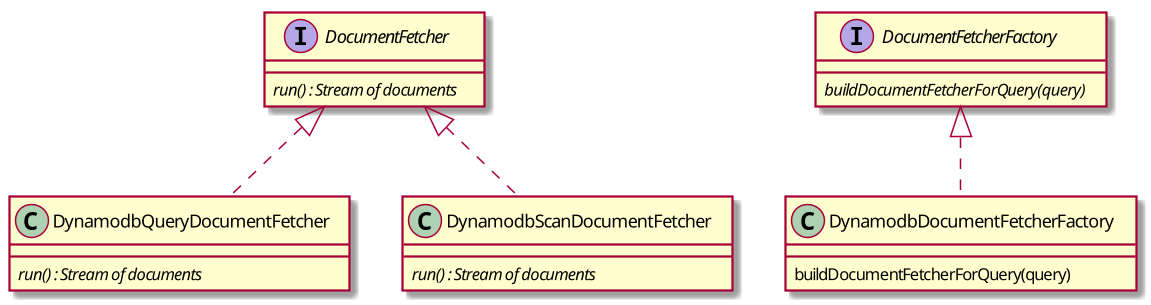 I DocumentFetcher
run() : Stream of documents
I DocumentFetcherFactory
buildDocumentFetcherForQuery(query)
C DynamodbQueryDocumentFetcher
run() : Stream of documents
C DynamodbScanDocumentFetcher
run() : Stream of documents
C DynamodbDocumentFetcherFactory
buildDocumentFetcherForQuery(query)